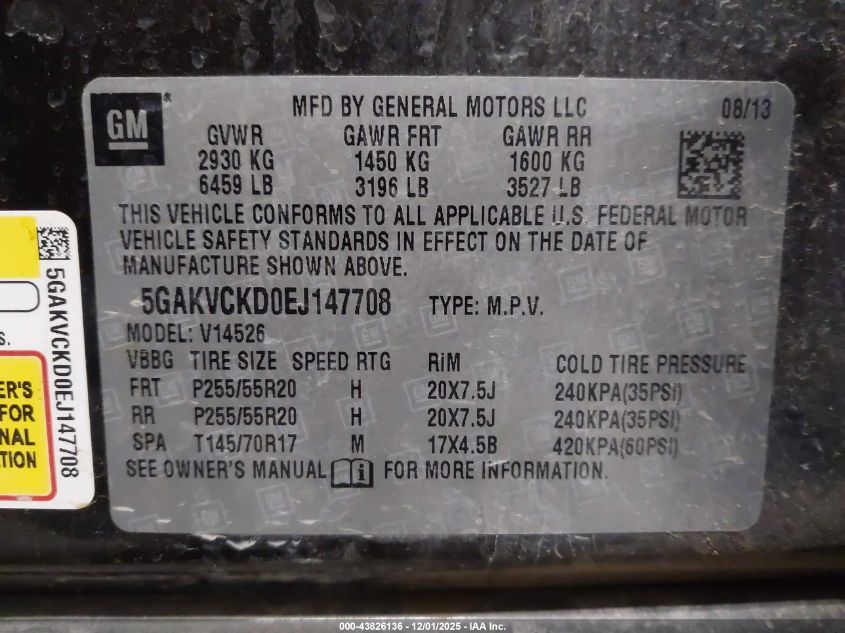 GM®
MFD BY GENERAL MOTORS LLC 08/13
GVWR GAWR FRT GAWR RR
2930 KG 1450 KG 1600 KG
6459 LB 3196 LB 3527 LB
THIS VEHICLE CONFORMS TO ALL APPLICABLE U.S. FEDERAL MOTOR
VEHICLE SAFETY STANDARDS IN EFFECT ON THE DATE OF
MANUFACTURE SHOWN ABOVE.
5GAKVCKD0EJ147708 TYPE: M.P.V.
MODEL: V14526
VBBG TIRE SIZE SPEED RTG RIM COLD TIRE PRESSURE
FRT P255/55R20 H 20X7.5J 240KPA(35PSI)
RR P255/55R20 H 20X7.5J 240KPA(35PSI)
SPA T145/70R17 M 17X4.5B 420KPA(60PSI)
SEE OWNER'S MANUAL i FOR MORE INFORMATION.
5GAKVCKD0EJ147708
S.
ER'S
FOR
NAL
TION
000-43826136 - 12/01/2025 - IAA Inc.